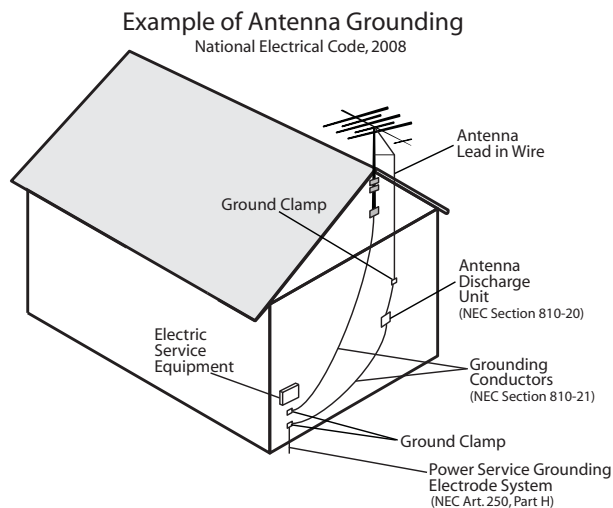 Example of Antenna Grounding
National Electrical Code, 2008
Antenna
Lead in Wire
Ground Clamp
Antenna
Discharge
Unit
(NEC Section 810-20)
Electric
Service
Equipment
Grounding
Conductors
(NEC Section 810-21)
Ground Clamp
Power Service Grounding
Electrode System
(NEC Art. 250, Part H)